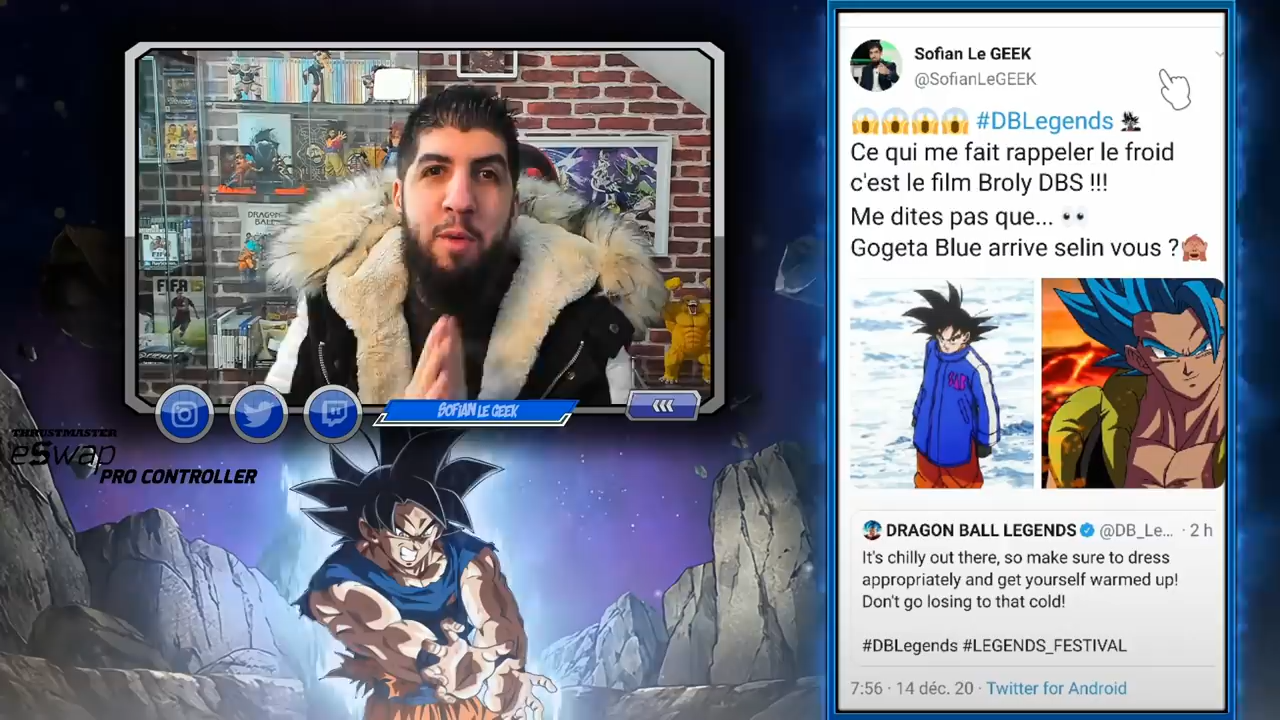 DRAGON
BALL
FIFA 15
SOFIAN LE GEEK
THRUSTMASTER
eSwap
PRO CONTROLLER
Sofian Le GEEK
@SofianLeGEEK
😱😱😱😱 #DBLegends
Ce qui me fait rappeler le froid
c'est le film Broly DBS !!!
Me dites pas que... 👀
Gogeta Blue arrive selin vous ?🙈
DRAGON BALL LEGENDS @DB_Le... · 2 h
It's chilly out there, so make sure to dress
appropriately and get yourself warmed up!
Don't go losing to that cold!
#DBLegends #LEGENDS_FESTIVAL
7:56 · 14 déc. 20 · Twitter for Android